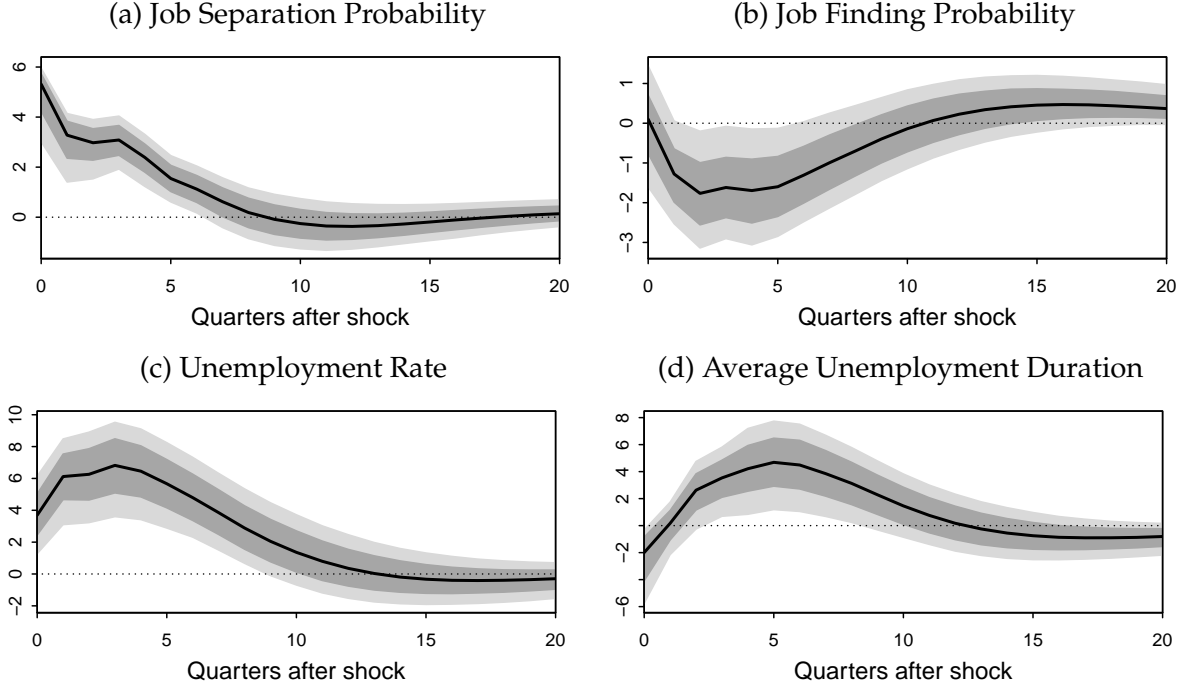 (a) Job Separation Probability
(b) Job Finding Probability
6
4
2
0
0 5 10 15 20
Quarters after shock
1
0
−1
−2
−3
0 5 10 15 20
Quarters after shock
(c) Unemployment Rate
(d) Average Unemployment Duration
10
8
6
4
2
0
−2
0 5 10 15 20
Quarters after shock
8
6
4
2
−2
−6
0 5 10 15 20
Quarters after shock